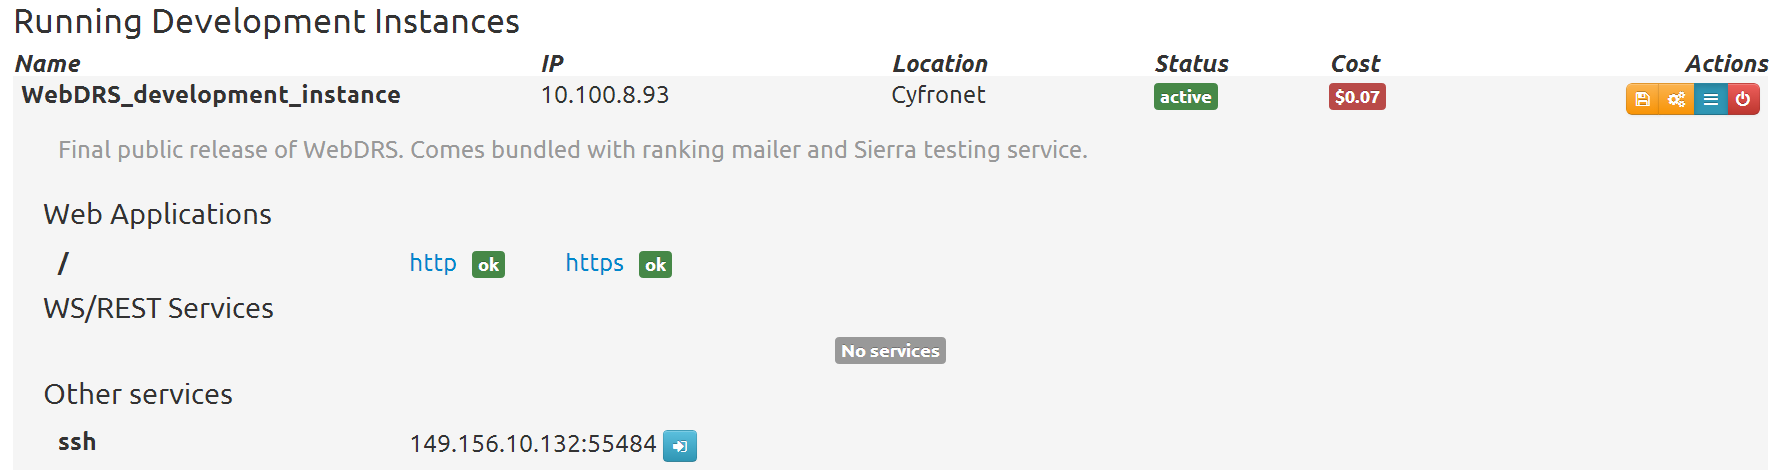 Running Development Instances
Name IP Location Status Cost Actions
WebDRS_development_instance 10.100.8.93 Cyfronet active $0.07
Final public release of WebDRS. Comes bundled with ranking mailer and Sierra testing service.
Web Applications
/ http ok https ok
WS/REST Services
No services
Other services
ssh 149.156.10.132:55484